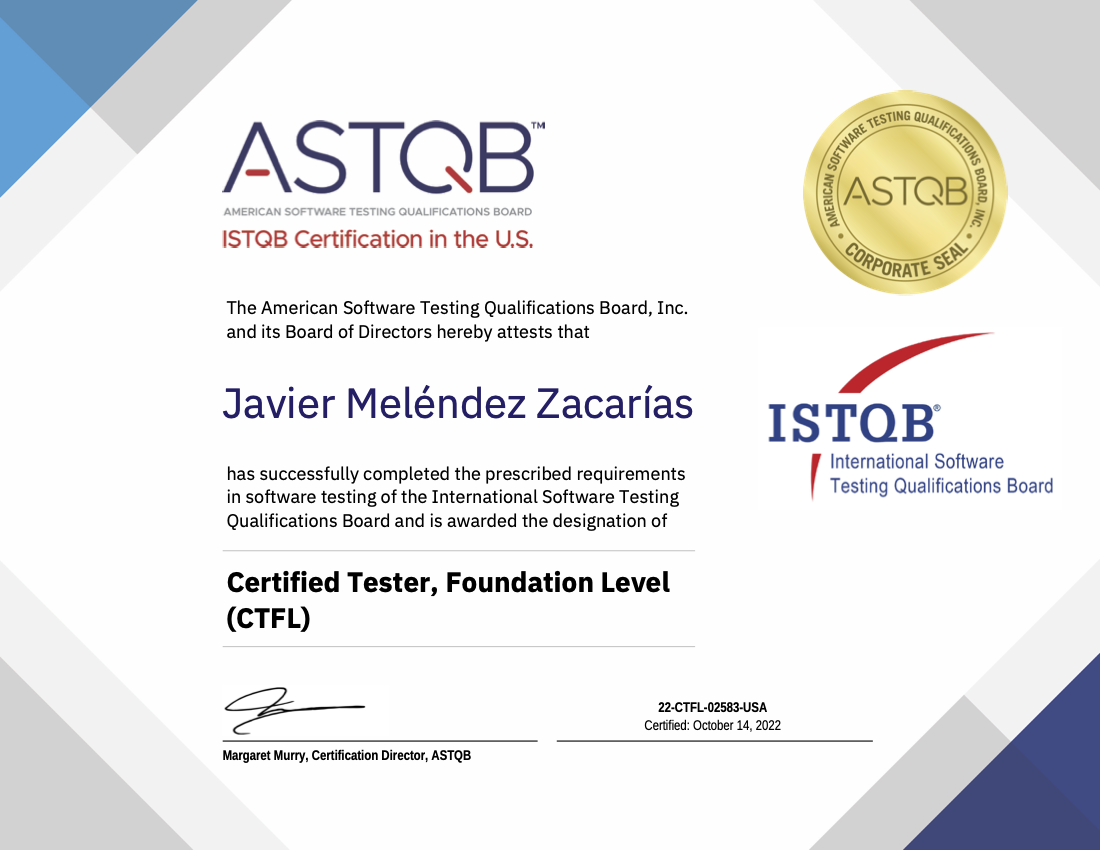 ASTQB™
AMERICAN SOFTWARE TESTING QUALIFICATIONS BOARD
ISTQB Certification in the U.S.
AMERICAN SOFTWARE TESTING QUALIFICATIONS BOARD, INC.
ASTQB
• CORPORATE SEAL •
The American Software Testing Qualifications Board, Inc.
and its Board of Directors hereby attests that
Javier Meléndez Zacarías
ISTQB®
International Software
Testing Qualifications Board
has successfully completed the prescribed requirements
in software testing of the International Software Testing
Qualifications Board and is awarded the designation of
Certified Tester, Foundation Level
(CTFL)
22-CTFL-02583-USA
Certified: October 14, 2022
Margaret Murry, Certification Director, ASTQB